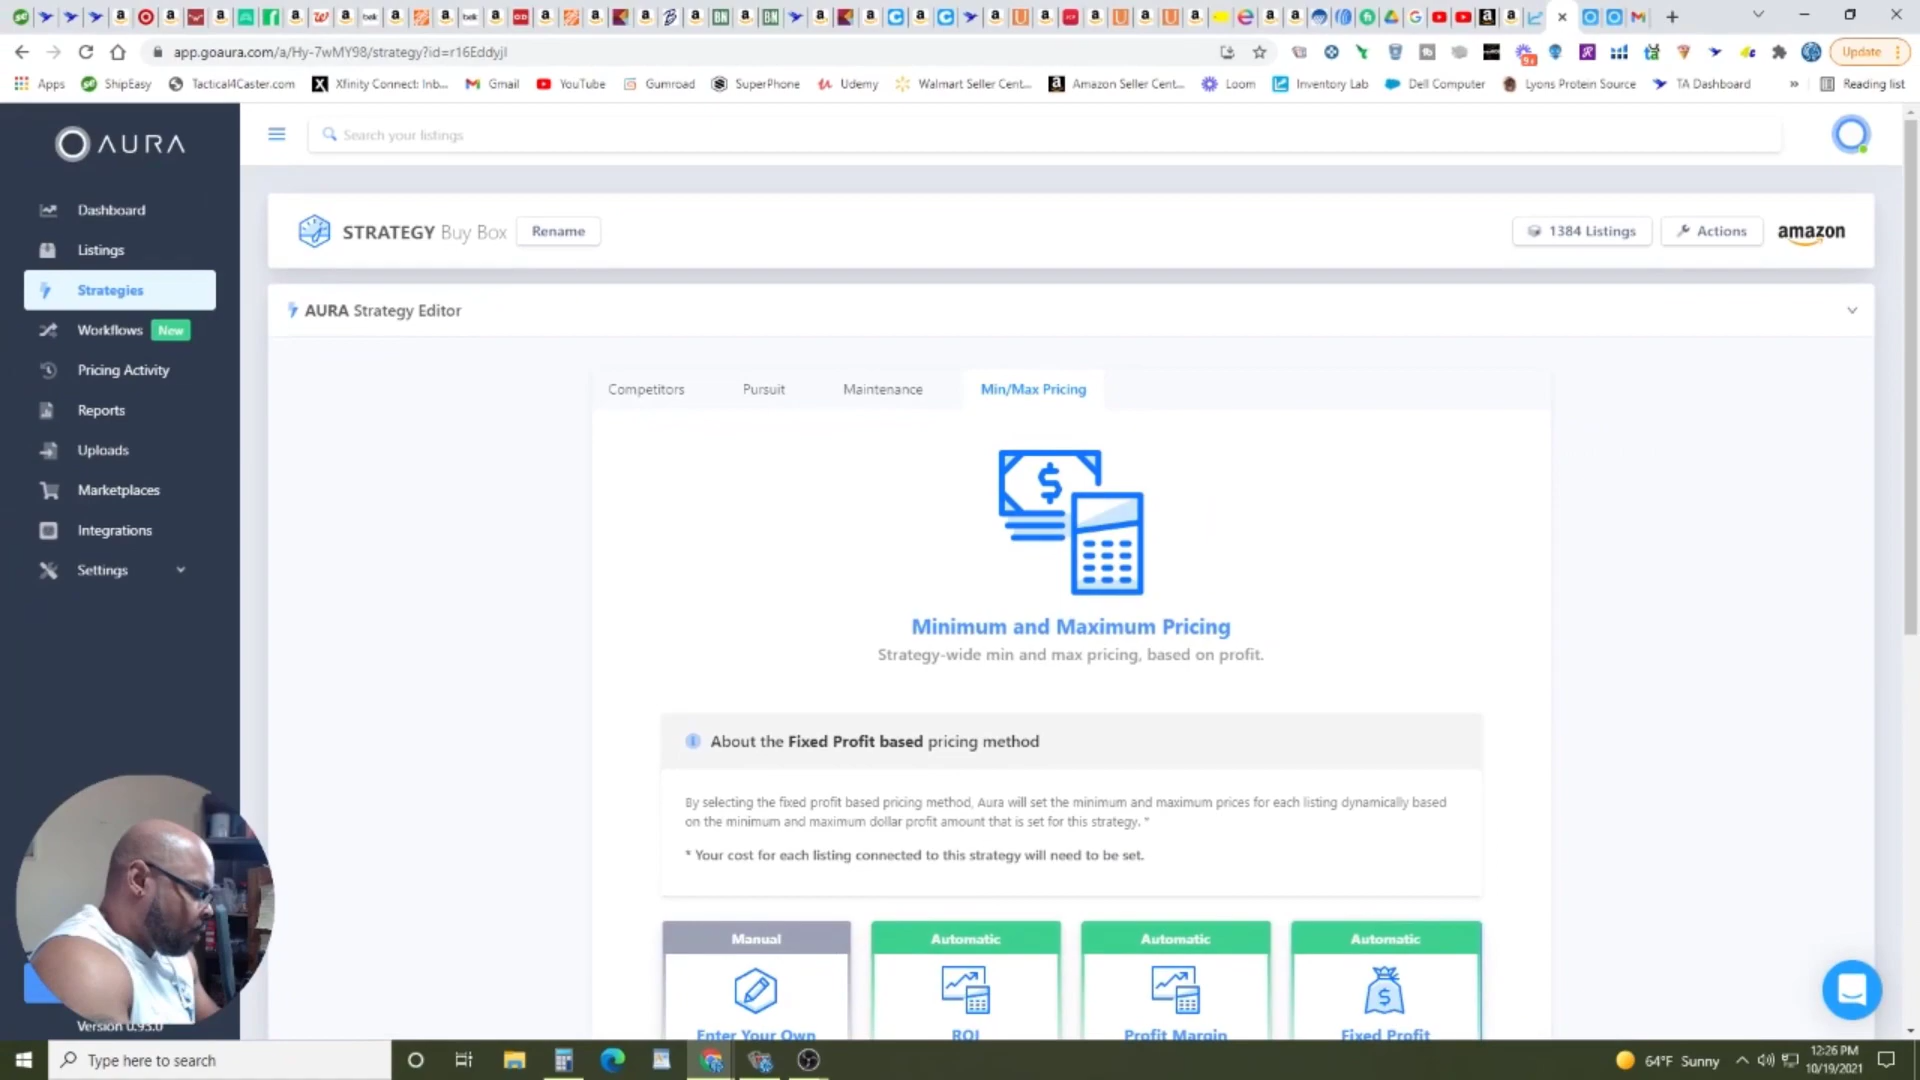 app.goaura.com/a/Hy-7wMY98/strategy?id=r16EddyjI
Update
Apps
ShipEasy
Tactical4Caster.com
Xfinity Connect: Inb...
Gmail
YouTube
Gumroad
SuperPhone
Udemy
Walmart Seller Cent...
Amazon Seller Cent...
Loom
Inventory Lab
Dell Computer
Lyons Protein Source
TA Dashboard
»
Reading list
AURA
Search your listings
Dashboard
Listings
Strategies
Workflows New
Pricing Activity
Reports
Uploads
Marketplaces
Integrations
Settings
Version 0.93.0
STRATEGY Buy Box
Rename
1384 Listings
Actions
amazon
AURA Strategy Editor
Competitors
Pursuit
Maintenance
Min/Max Pricing
Minimum and Maximum Pricing
Strategy-wide min and max pricing, based on profit.
About the Fixed Profit based pricing method
By selecting the fixed profit based pricing method, Aura will set the minimum and maximum prices for each listing dynamically based
on the minimum and maximum dollar profit amount that is set for this strategy. *
* Your cost for each listing connected to this strategy will need to be set.
Manual
Enter Your Own
Automatic
ROI
Automatic
Profit Margin
Automatic
Fixed Profit
Type here to search
64°F Sunny
12:26 PM
10/19/2021